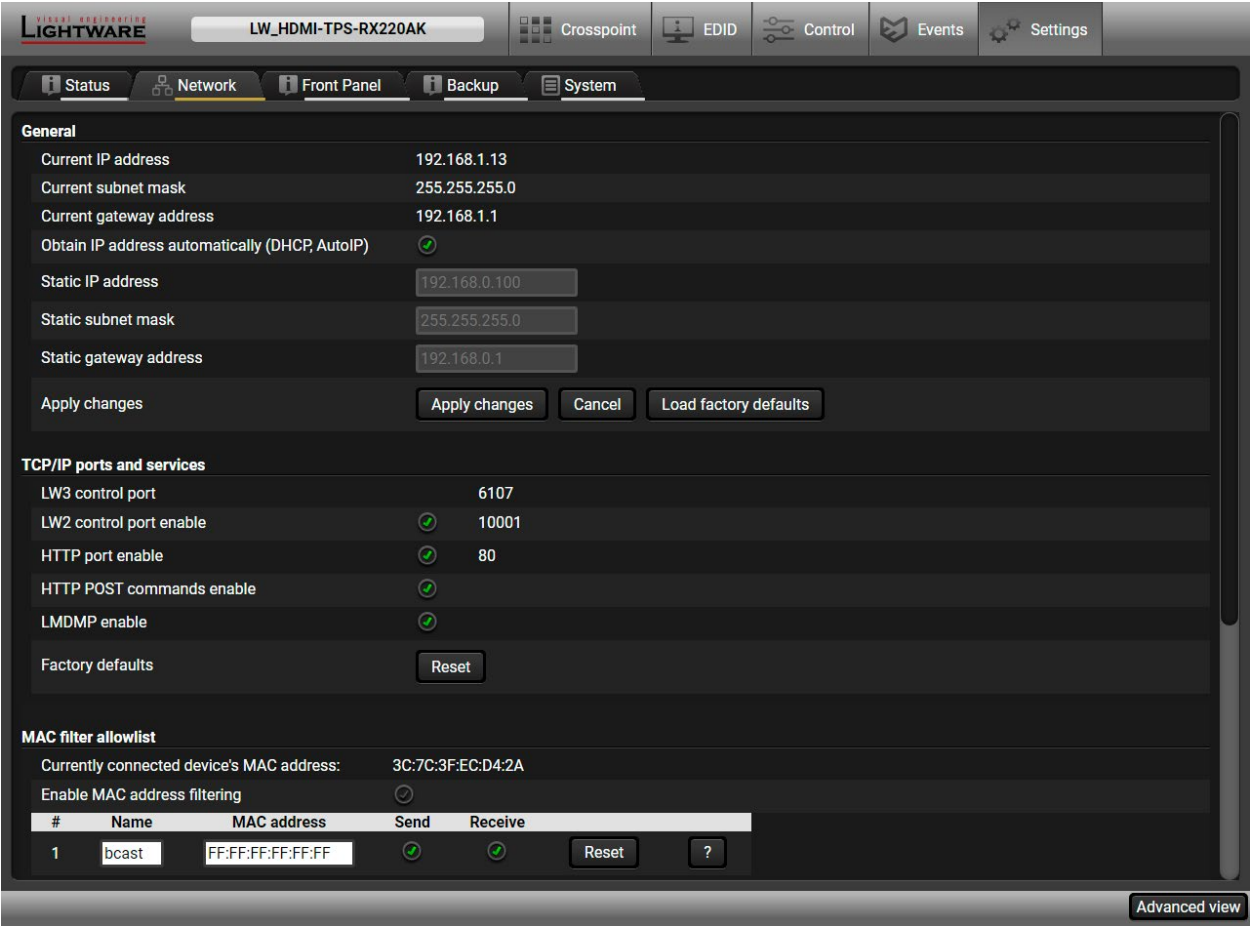 visual engineering
LIGHTWARE
LW_HDMI-TPS-RX220AK
Crosspoint
EDID
Control
Events
Settings
Status
Network
Front Panel
Backup
System
General
Current IP address 192.168.1.13
Current subnet mask 255.255.255.0
Current gateway address 192.168.1.1
Obtain IP address automatically (DHCP, AutoIP)
Static IP address 192.168.0.100
Static subnet mask 255.255.255.0
Static gateway address 192.168.0.1
Apply changes Apply changes Cancel Load factory defaults
TCP/IP ports and services
LW3 control port 6107
LW2 control port enable 10001
HTTP port enable 80
HTTP POST commands enable
LMDMP enable
Factory defaults Reset
MAC filter allowlist
Currently connected device's MAC address: 3C:7C:3F:EC:D4:2A
Enable MAC address filtering
# Name MAC address Send Receive
1 bcast FF:FF:FF:FF:FF:FF Reset ?
Advanced view